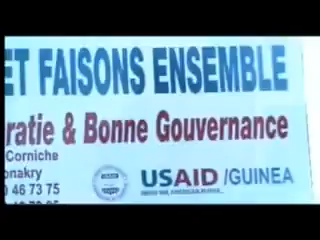 ET FAISONS ENSEMBLE
ratie & Bonne Gouvernance
Corniche
onakry
46 73 75
USAID /GUINEA